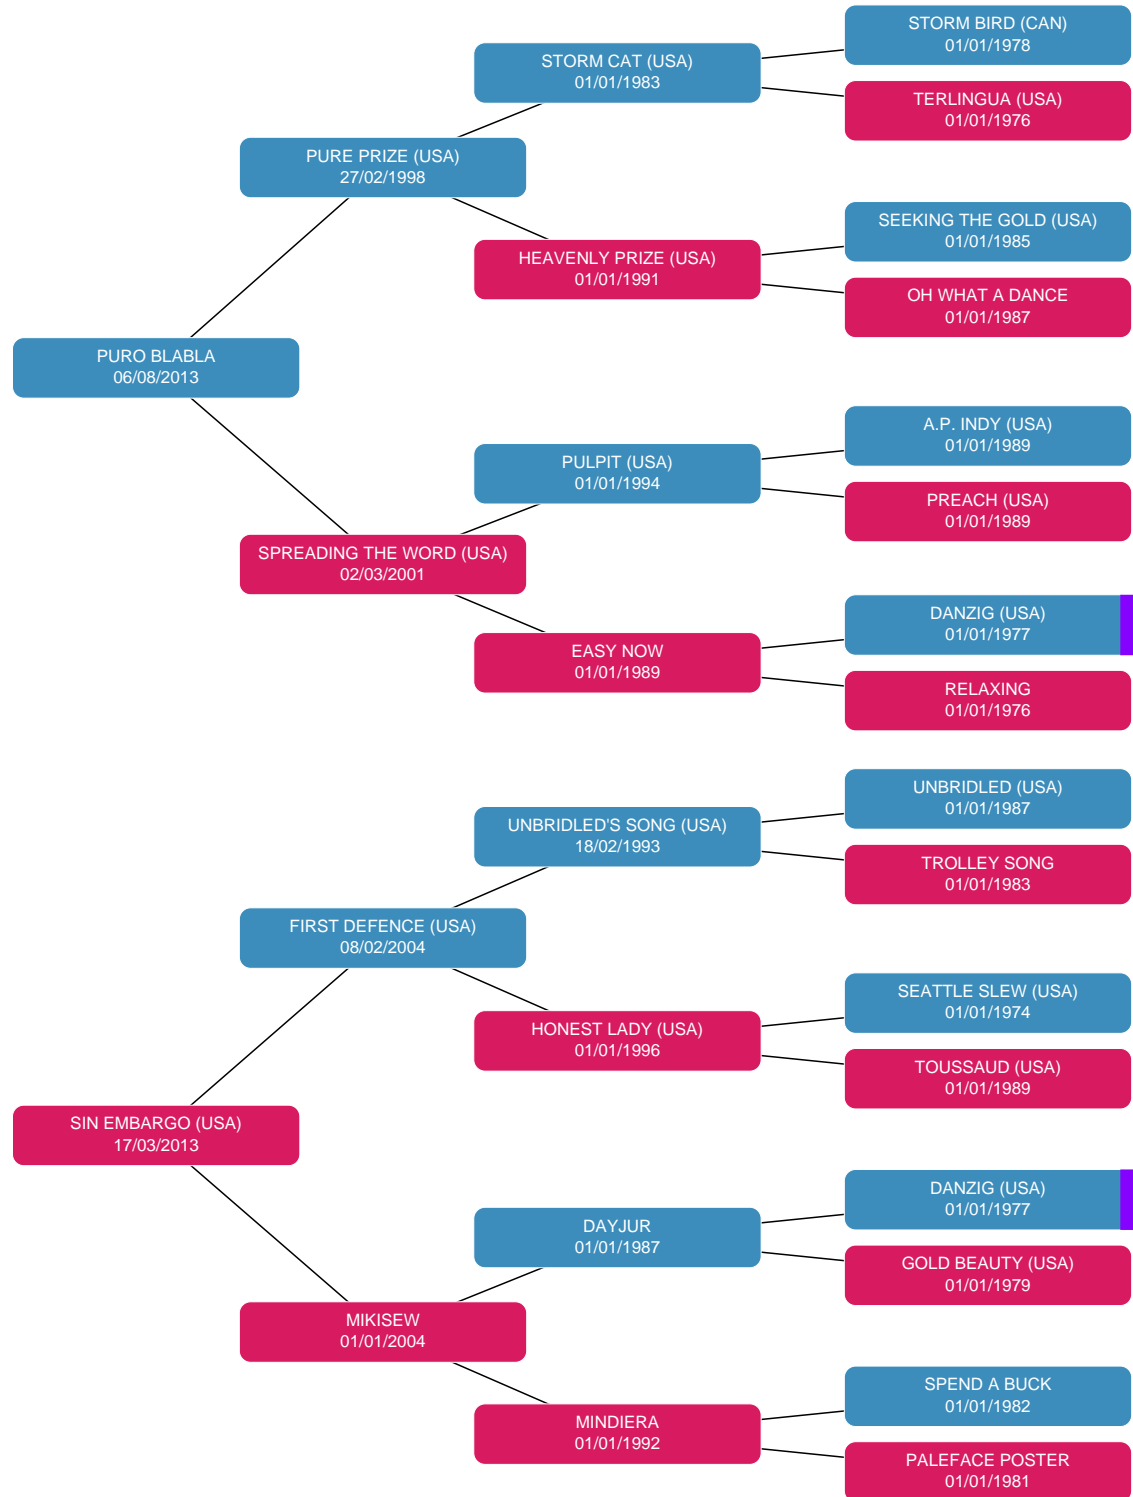 STORM BIRD (CAN)
01/01/1978
STORM CAT (USA)
01/01/1983
TERLINGUA (USA)
01/01/1976
PURE PRIZE (USA)
27/02/1998
SEEKING THE GOLD (USA)
01/01/1985
HEAVENLY PRIZE (USA)
01/01/1991
OH WHAT A DANCE
01/01/1987
PURO BLABLA
06/08/2013
A.P. INDY (USA)
01/01/1989
PULPIT (USA)
01/01/1994
PREACH (USA)
01/01/1989
SPREADING THE WORD (USA)
02/03/2001
DANZIG (USA)
01/01/1977
EASY NOW
01/01/1989
RELAXING
01/01/1976
UNBRIDLED (USA)
01/01/1987
UNBRIDLED'S SONG (USA)
18/02/1993
TROLLEY SONG
01/01/1983
FIRST DEFENCE (USA)
08/02/2004
SEATTLE SLEW (USA)
01/01/1974
HONEST LADY (USA)
01/01/1996
TOUSSAUD (USA)
01/01/1989
SIN EMBARGO (USA)
17/03/2013
DANZIG (USA)
01/01/1977
DAYJUR
01/01/1987
GOLD BEAUTY (USA)
01/01/1979
MIKISEW
01/01/2004
SPEND A BUCK
01/01/1982
MINDIERA
01/01/1992
PALEFACE POSTER
01/01/1981